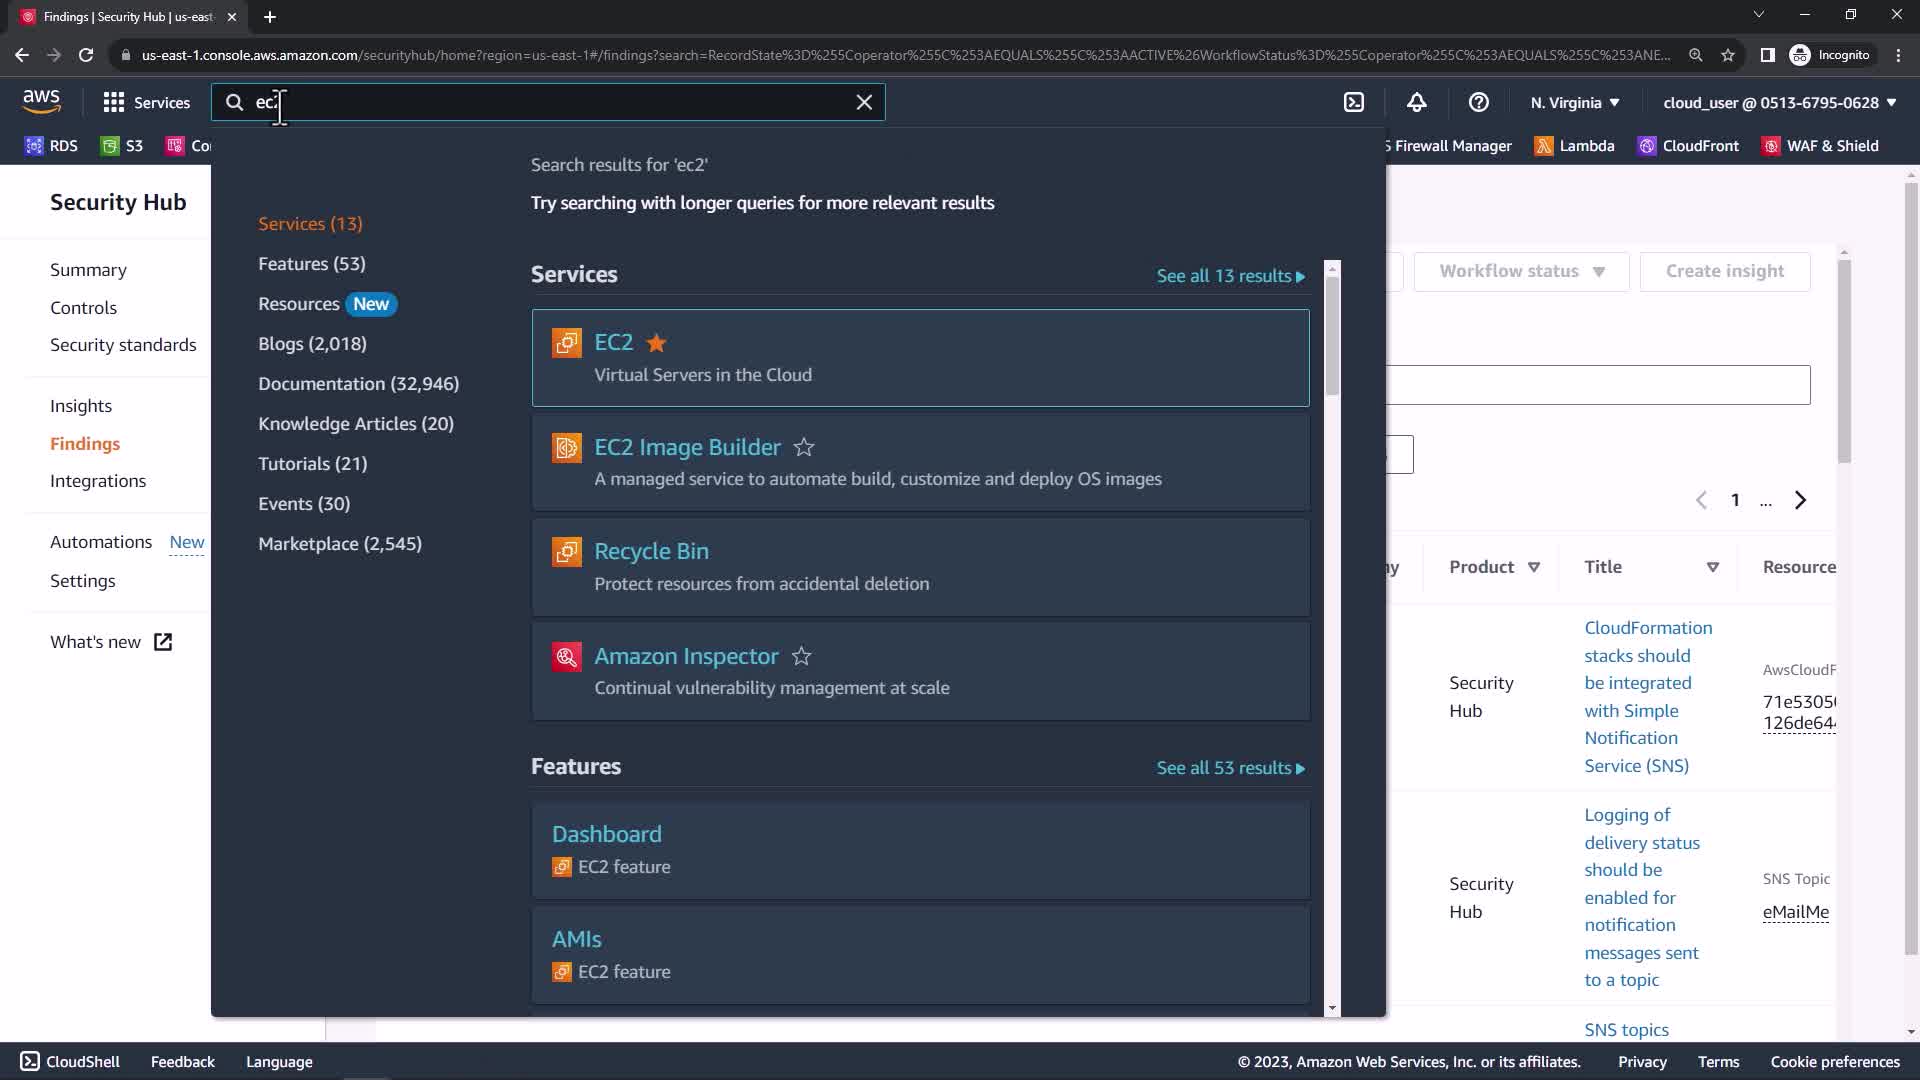 Findings | Security Hub | us-east-
us-east-1.console.aws.amazon.com/securityhub/home?region=us-east-1#/findings?search=RecordState%3D%255Coperator%255C%253AEQUALS%255C%253AACTIVE%26WorkflowStatus%3D%255Coperator%255C%253AEQUALS%255C%253ANE...
Incognito
aws
Services
ec2
N. Virginia
cloud_user @ 0513-6795-0628
RDS
S3
Co
S Firewall Manager
Lambda
CloudFront
WAF & Shield
Security Hub
Summary
Controls
Security standards
Insights
Findings
Integrations
Automations New
Settings
What's new
Services (13)
Features (53)
Resources New
Blogs (2,018)
Documentation (32,946)
Knowledge Articles (20)
Tutorials (21)
Events (30)
Marketplace (2,545)
Search results for 'ec2'
Try searching with longer queries for more relevant results
Services
See all 13 results
EC2
Virtual Servers in the Cloud
EC2 Image Builder
A managed service to automate build, customize and deploy OS images
Recycle Bin
Protect resources from accidental deletion
Amazon Inspector
Continual vulnerability management at scale
Features
See all 53 results
Dashboard
EC2 feature
AMIs
EC2 feature
Workflow status
Create insight
1 ...
ny
Product
Title
Resource
Security
Hub
CloudFormation
stacks should
be integrated
with Simple
Notification
Service (SNS)
AwsCloudF
71e5305
126de64
Security
Hub
Logging of
delivery status
should be
enabled for
notification
messages sent
to a topic
SNS Topic
eMailMe
SNS topics
CloudShell
Feedback
Language
© 2023, Amazon Web Services, Inc. or its affiliates.
Privacy
Terms
Cookie preferences